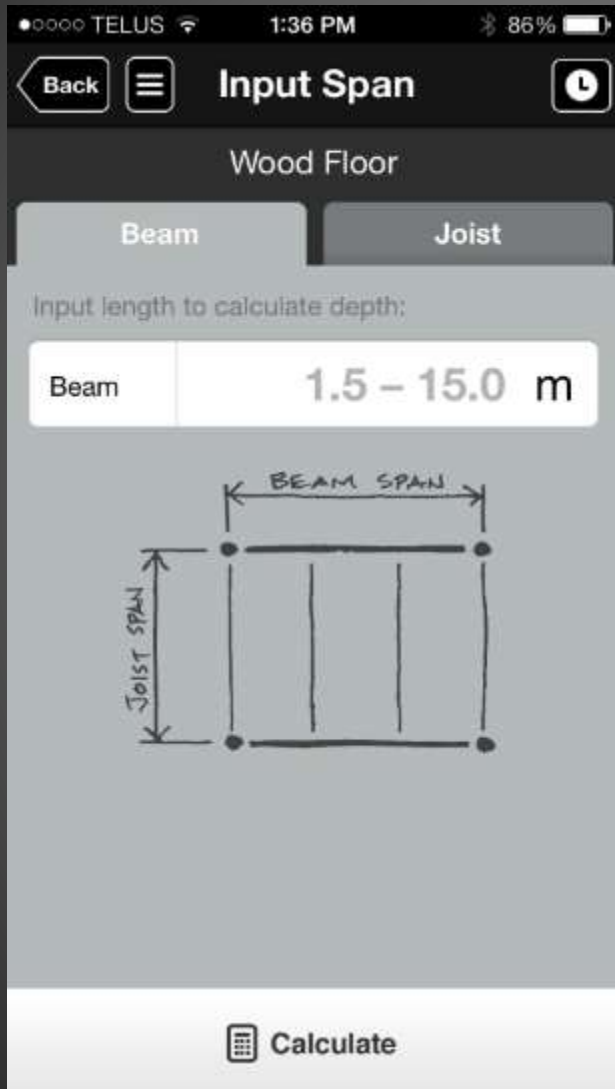 TELUS 1:36 PM 86%
Back Input Span
Wood Floor
Beam Joist
Input length to calculate depth:
Beam 1.5 – 15.0 m
BEAM SPAN
JOIST SPAN
Calculate